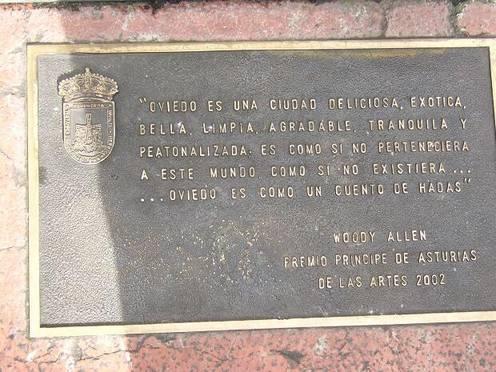 "OVIEDO ES UNA CIUDAD DELICIOSA, EXOTICA,
BELLA, LIMPIA, AGRADABLE, TRANQUILA Y
PEATONALIZADA. ES COMO SI NO PERTENECIERA
A ESTE MUNDO COMO SI NO EXISTIERA ...
... OVIEDO ES COMO UN CUENTO DE HADAS"
WOODY ALLEN
PREMIO PRINCIPE DE ASTURIAS
DE LAS ARTES 2002